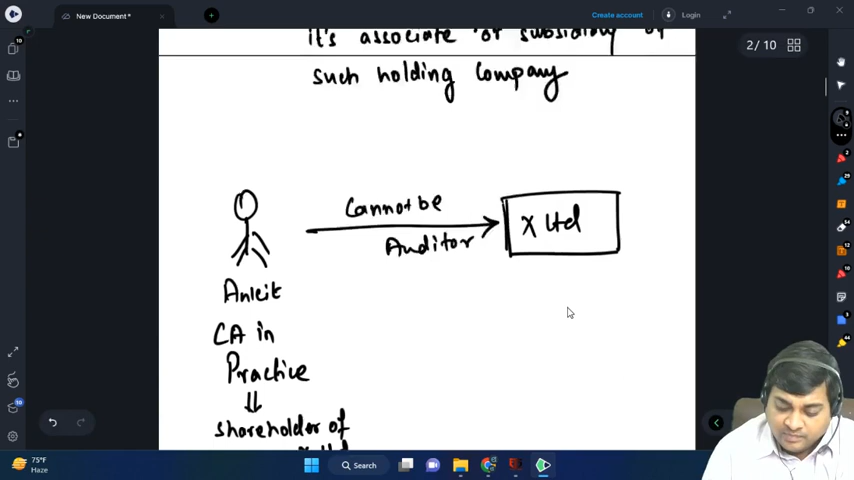 New Document*
Create account
Login
it's associate or subsidiary of
2/10
such holding Company
Cannot be
X Ltd
Auditor
Ankit
CA in
Practice
shareholder of
75°F
Haze
Search